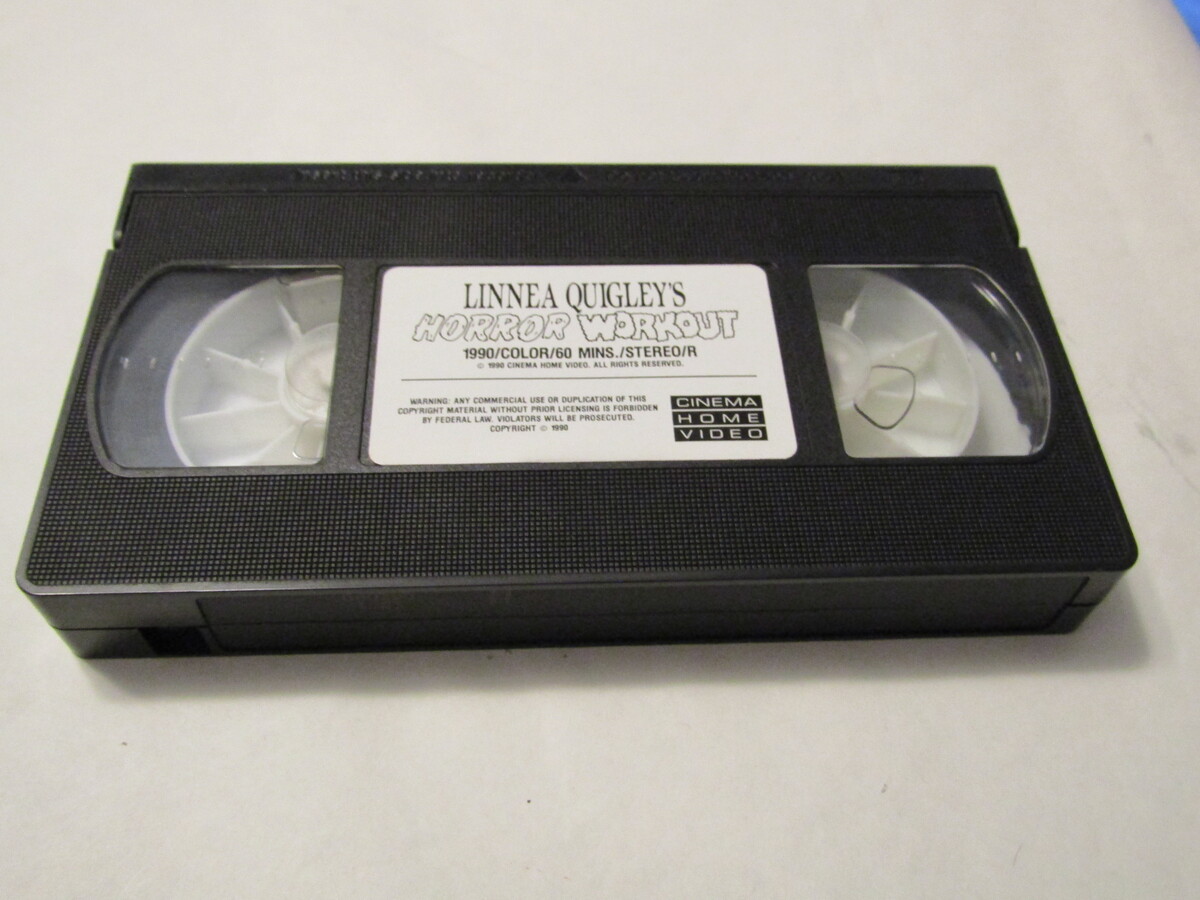 LINNEA QUIGLEY'S
HORROR WORKOUT
1990/COLOR/60 MINS./STEREO/R
© 1990 CINEMA HOME VIDEO. ALL RIGHTS RESERVED.
WARNING: ANY COMMERCIAL USE OR DUPLICATION OF THIS
COPYRIGHT MATERIAL WITHOUT PRIOR LICENSING IS FORBIDDEN
BY FEDERAL LAW. VIOLATORS WILL BE PROSECUTED.
COPYRIGHT © 1990
CINEMA
HOME
VIDEO